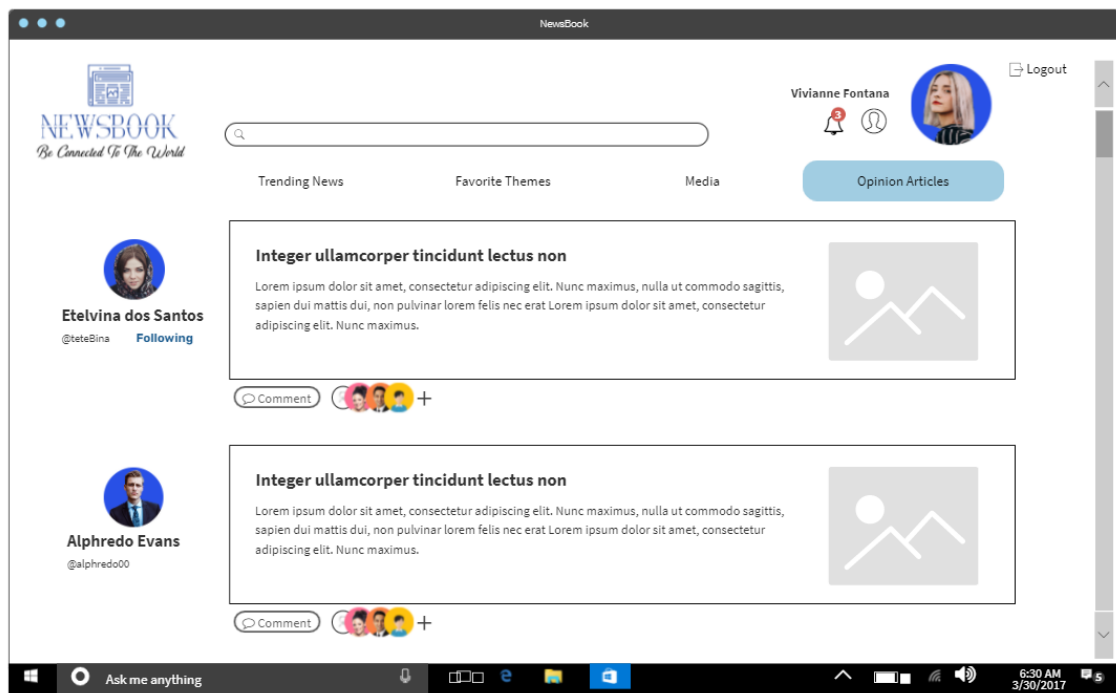 NewsBook
Logout
Vivianne Fontana
3
NEWSBOOK
Be Connected To The World
Trending News
Favorite Themes
Media
Opinion Articles
Integer ullamcorper tincidunt lectus non
Lorem ipsum dolor sit amet, consectetur adipiscing elit. Nunc maximus, nulla ut commodo sagittis,
sapien dui mattis dui, non pulvinar lorem felis nec erat Lorem ipsum dolor sit amet, consectetur
adipiscing elit. Nunc maximus.
Etelvina dos Santos
@teteBina Following
Comment
Integer ullamcorper tincidunt lectus non
Lorem ipsum dolor sit amet, consectetur adipiscing elit. Nunc maximus, nulla ut commodo sagittis,
sapien dui mattis dui, non pulvinar lorem felis nec erat Lorem ipsum dolor sit amet, consectetur
adipiscing elit. Nunc maximus.
Alphredo Evans
@alphredo00
Comment
Ask me anything
6:30 AM
3/30/2017
5